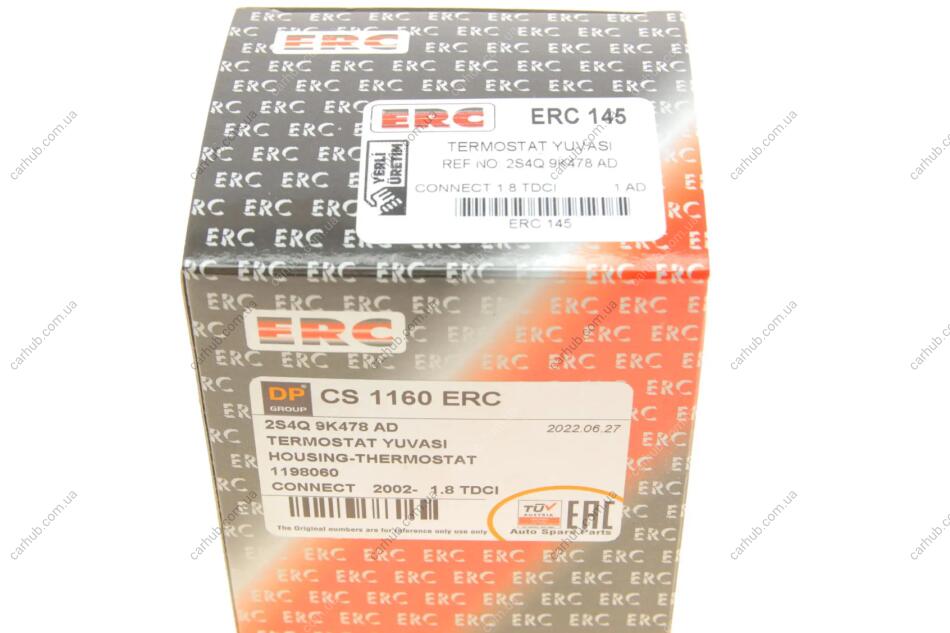 ERC
ERC ERC 145
TERMOSTAT YUVASI
REF NO. 2S4Q 9K478 AD
YERLİ
ÜRETİM
CONNECT 1.8 TDCI 1 AD
ERC 145
ERC
DP GROUP CS 1160 ERC
2S4Q 9K478 AD 2022.06.27
TERMOSTAT YUVASI
HOUSING-THERMOSTAT
1198060
CONNECT 2002- 1.8 TDCI
TÜV AUSTRIA EAC
The Original numbers are for reference only use only
Auto Spare Parts
carhub.com.ua